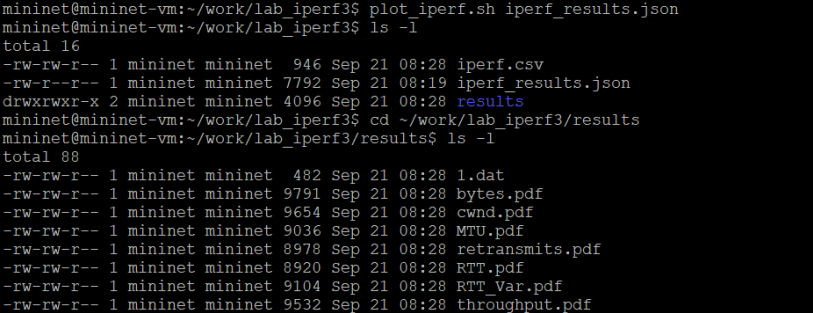 mininet@mininet-vm:~/work/lab_iperf3$ plot_iperf.sh iperf_results.json
mininet@mininet-vm:~/work/lab_iperf3$ ls -l
total 16
-rw-rw-r-- 1 mininet mininet  946 Sep 21 08:28 iperf.csv
-rw-r--r-- 1 mininet mininet 7792 Sep 21 08:19 iperf_results.json
drwxrwxr-x 2 mininet mininet 4096 Sep 21 08:28 results
mininet@mininet-vm:~/work/lab_iperf3$ cd ~/work/lab_iperf3/results
mininet@mininet-vm:~/work/lab_iperf3/results$ ls -l
total 88
-rw-rw-r-- 1 mininet mininet  482 Sep 21 08:28 1.dat
-rw-rw-r-- 1 mininet mininet 9791 Sep 21 08:28 bytes.pdf
-rw-rw-r-- 1 mininet mininet 9654 Sep 21 08:28 cwnd.pdf
-rw-rw-r-- 1 mininet mininet 9036 Sep 21 08:28 MTU.pdf
-rw-rw-r-- 1 mininet mininet 8978 Sep 21 08:28 retransmits.pdf
-rw-rw-r-- 1 mininet mininet 8920 Sep 21 08:28 RTT.pdf
-rw-rw-r-- 1 mininet mininet 9104 Sep 21 08:28 RTT_Var.pdf
-rw-rw-r-- 1 mininet mininet 9532 Sep 21 08:28 throughput.pdf